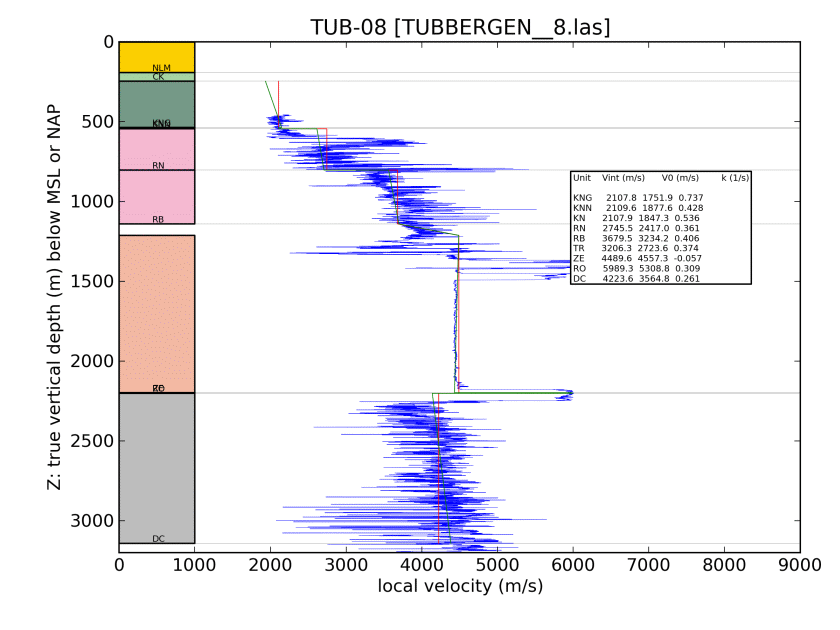 TUB-08 [TUBBERGEN__8.las]
0
NLM
CK
500
KNG
RN
1000
RB
1500
2000
2500
3000
DC
Z: true vertical depth (m) below MSL or NAP
Unit Vint (m/s) V0 (m/s) k (1/s)
KNG 2107.8 1751.9 0.737
KNN 2109.6 1877.6 0.428
KN 2107.9 1847.3 0.536
RN 2745.5 2417.0 0.361
RB 3679.5 3234.2 0.406
TR 3206.3 2723.6 0.374
ZE 4489.6 4557.3 -0.057
RO 5989.3 5308.8 0.309
DC 4223.6 3564.8 0.261
0 1000 2000 3000 4000 5000 6000 7000 8000 9000
local velocity (m/s)